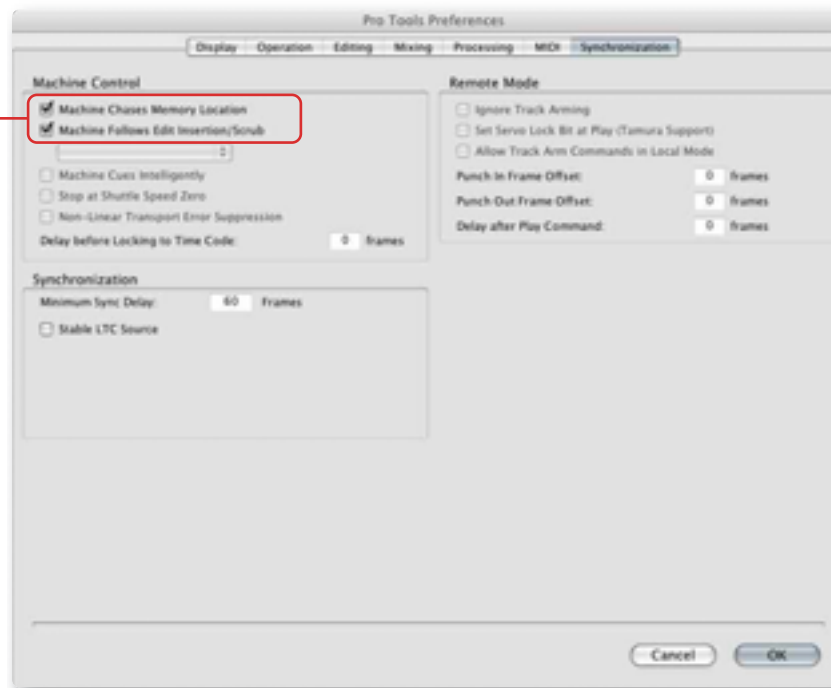 Pro Tools Preferences
Display Operation Editing Mixing Processing MIDI Synchronization
Machine Control
Machine Chases Memory Location
Machine Follows Edit Insertion/Scrub
Machine Cues Intelligently
Stop at Shuttle Speed Zero
Non-Linear Transport Error Suppression
Delay before Locking to Time Code: 0 frames
Synchronization
Minimum Sync Delay: 60 Frames
Stable LTC Source
Remote Mode
Ignore Track Arming
Set Servo Lock Bit at Play (Tamura Support)
Allow Track Arm Commands in Local Mode
Punch In Frame Offset: 0 frames
Punch Out Frame Offset: 0 frames
Delay after Play Command: 0 frames
Cancel OK